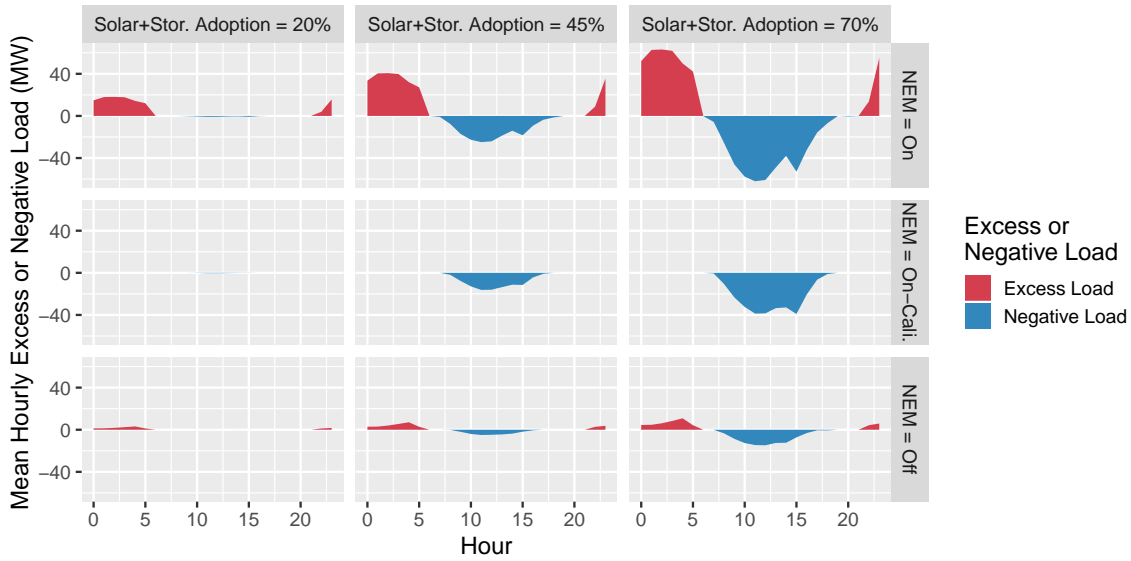 Solar+Stor. Adoption = 20%
Solar+Stor. Adoption = 45%
Solar+Stor. Adoption = 70%
Mean Hourly Excess or Negative Load (MW)
40
0
−40
NEM = On
40
0
−40
NEM = On−Cali.
40
0
−40
NEM = Off
0 5 10 15 20
0 5 10 15 20
0 5 10 15 20
Hour
Excess or
Negative Load
Excess Load
Negative Load